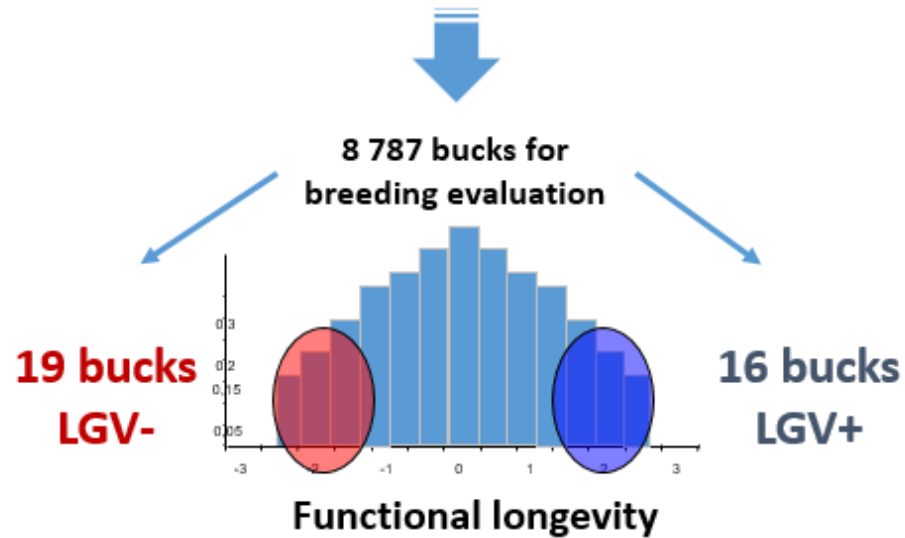 8 787 bucks for
breeding evaluation
0.3
0.2
0.15
0.05
19 bucks
LGV-
16 bucks
LGV+
-3 -2 -1 0 1 2 3
Functional longevity